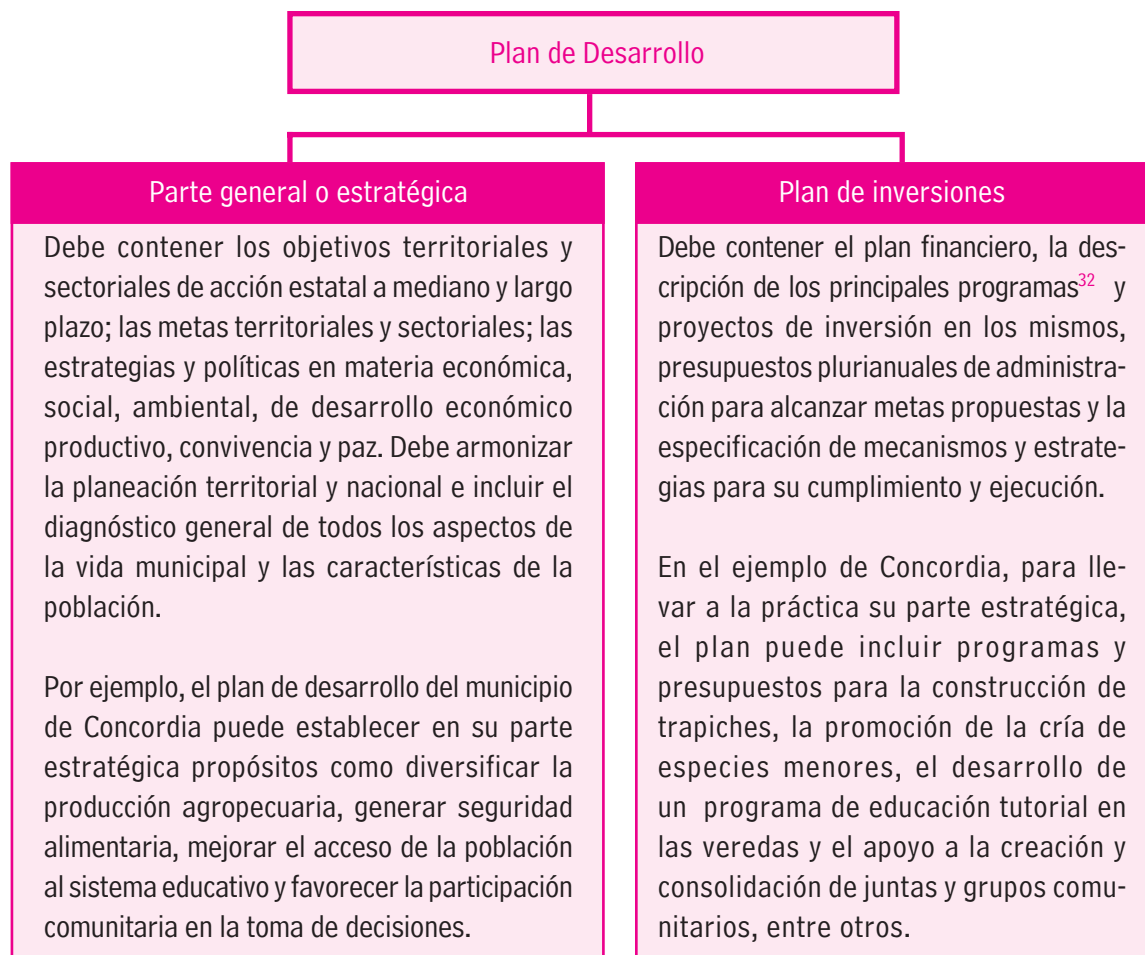 Plan de Desarrollo
Parte general o estratégica
Debe contener los objetivos territoriales y
sectoriales de acción estatal a mediano y largo
plazo; las metas territoriales y sectoriales; las
estrategias y políticas en materia económica,
social, ambiental, de desarrollo económico
productivo, convivencia y paz. Debe armonizar
la planeación territorial y nacional e incluir el
diagnóstico general de todos los aspectos de
la vida municipal y las características de la
población.
Por ejemplo, el plan de desarrollo del municipio
de Concordia puede establecer en su parte
estratégica propósitos como diversificar la
producción agropecuaria, generar seguridad
alimentaria, mejorar el acceso de la población
al sistema educativo y favorecer la participación
comunitaria en la toma de decisiones.
Plan de inversiones
Debe contener el plan financiero, la des-
cripción de los principales programas32 y
proyectos de inversión en los mismos,
presupuestos plurianuales de administra-
ción para alcanzar metas propuestas y la
especificación de mecanismos y estrate-
gias para su cumplimiento y ejecución.
En el ejemplo de Concordia, para lle-
var a la práctica su parte estratégica,
el plan puede incluir programas y
presupuestos para la construcción de
trapiches, la promoción de la cría de
especies menores, el desarrollo de
un programa de educación tutorial en
las veredas y el apoyo a la creación y
consolidación de juntas y grupos comu-
nitarios, entre otros.